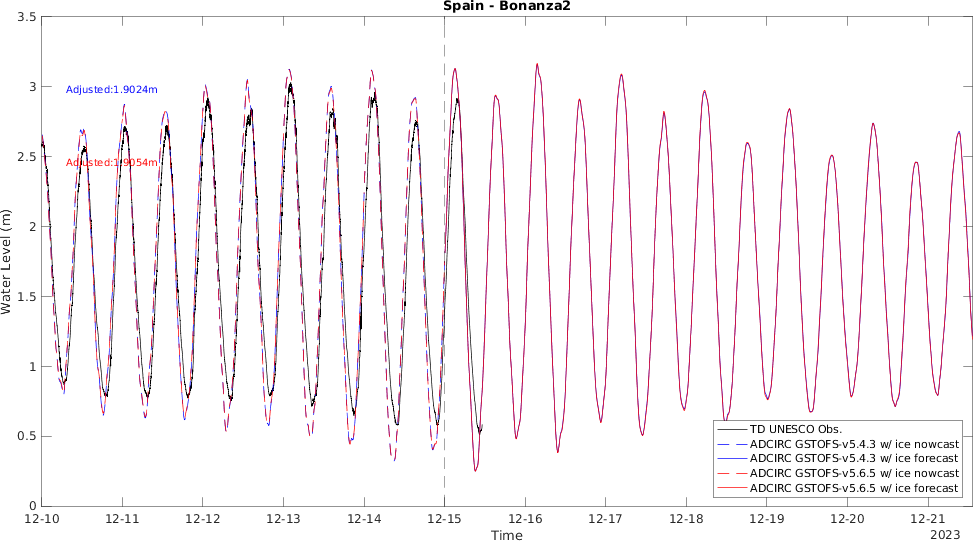 Spain - Bonanza2
3.5
3
2.5
2
1.5
1
0.5
0
Water Level (m)
Adjusted:1.9024m
Adjusted:1.9054m
TD UNESCO Obs.
ADCIRC GSTOFS-v5.4.3 w/ ice nowcast
ADCIRC GSTOFS-v5.4.3 w/ ice forecast
ADCIRC GSTOFS-v5.6.5 w/ ice nowcast
ADCIRC GSTOFS-v5.6.5 w/ ice forecast
12-10 12-11 12-12 12-13 12-14 12-15 12-16 12-17 12-18 12-19 12-20 12-21
Time
2023